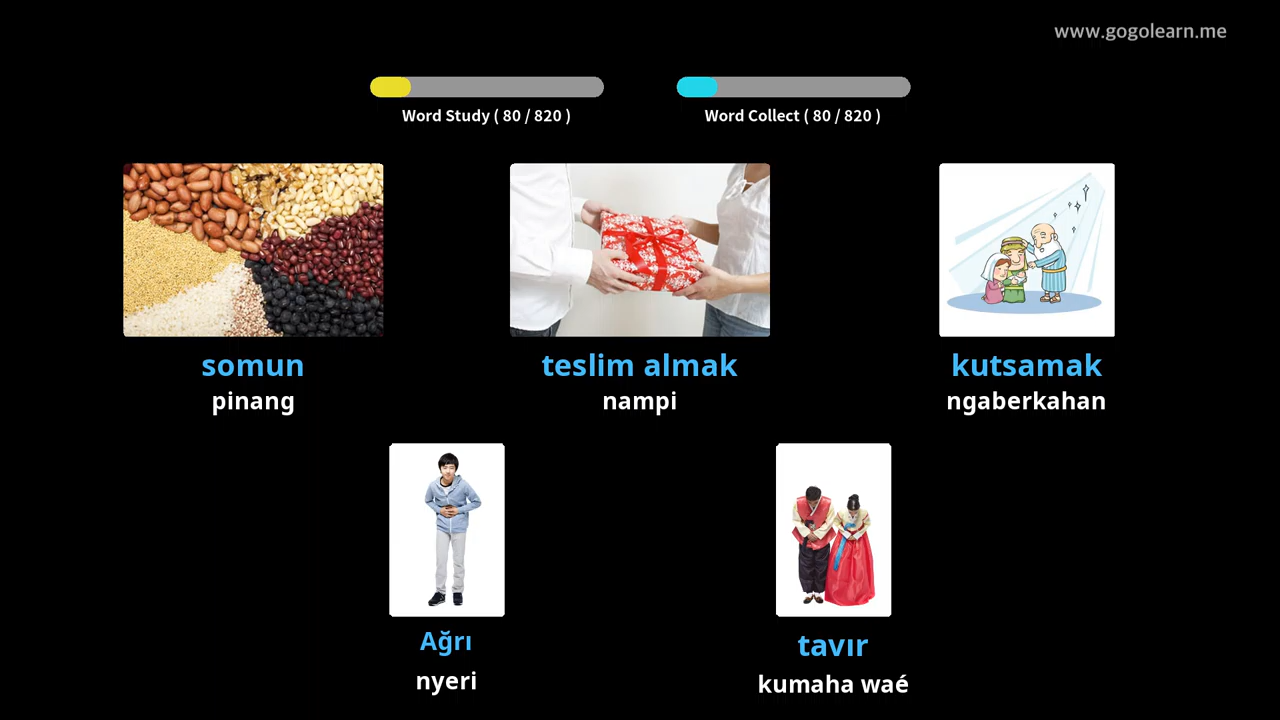 www.gogolearn.me
Word Study ( 80 / 820 )
Word Collect ( 80 / 820 )
somun
pinang
teslim almak
nampi
kutsamak
ngaberkahan
Ağrı
nyeri
tavır
kumaha waé